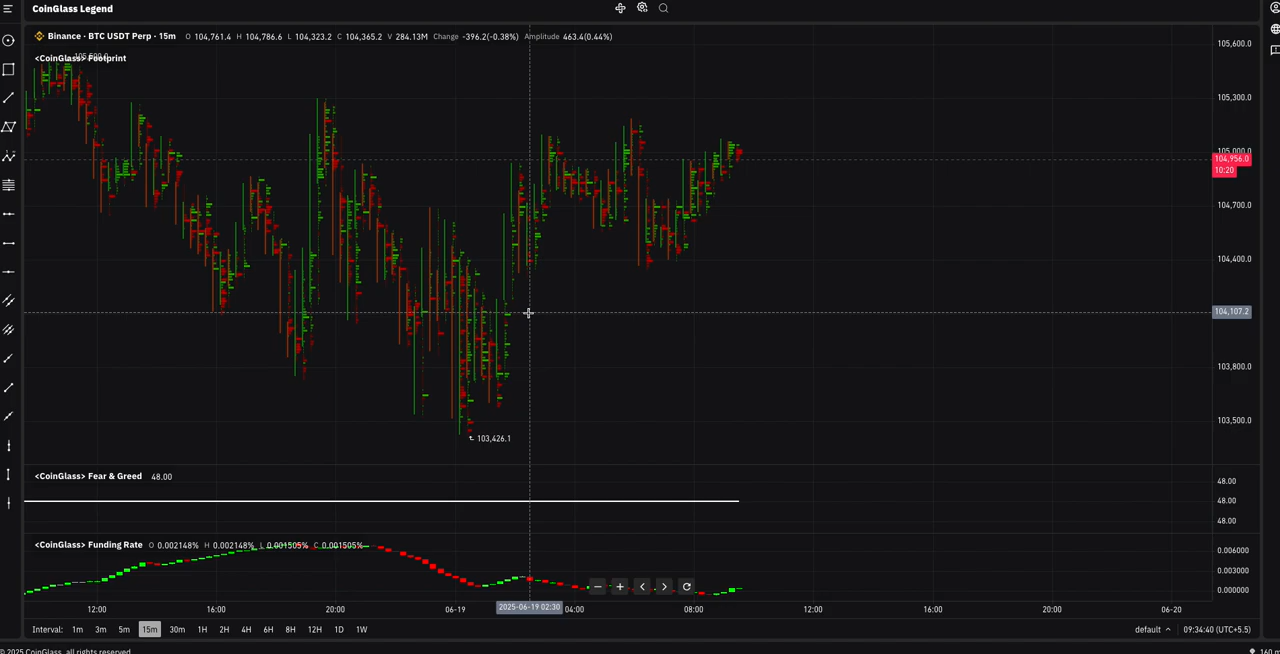 CoinGlass Legend
Binance · BTC USDT Perp · 15m O 104,761.4 H 104,786.6 L 104,323.2 C 104,365.2 V 284.13M Change -396.2(-0.38%) Amplitude 463.4(0.44%)
<CoinGlass> Footprint
105,600.0
105,300.0
105,000.0
104,956.0
10:20
104,700.0
104,400.0
104,107.2
103,800.0
103,500.0
103,426.1
<CoinGlass> Fear & Greed 48.00
48.00
48.00
48.00
<CoinGlass> Funding Rate O 0.002148% H 0.002148% L 0.001505% C 0.001505%
0.006000
0.003000
0.000000
12:00 16:00 20:00 06-19 2025-06-19 02:30 04:00 08:00 12:00 16:00 20:00 06-20
Interval: 1m 3m 5m 15m 30m 1H 2H 4H 6H 8H 12H 1D 1W default 09:34:40 (UTC+5.5)
© 2025 CoinGlass, all rights reserved